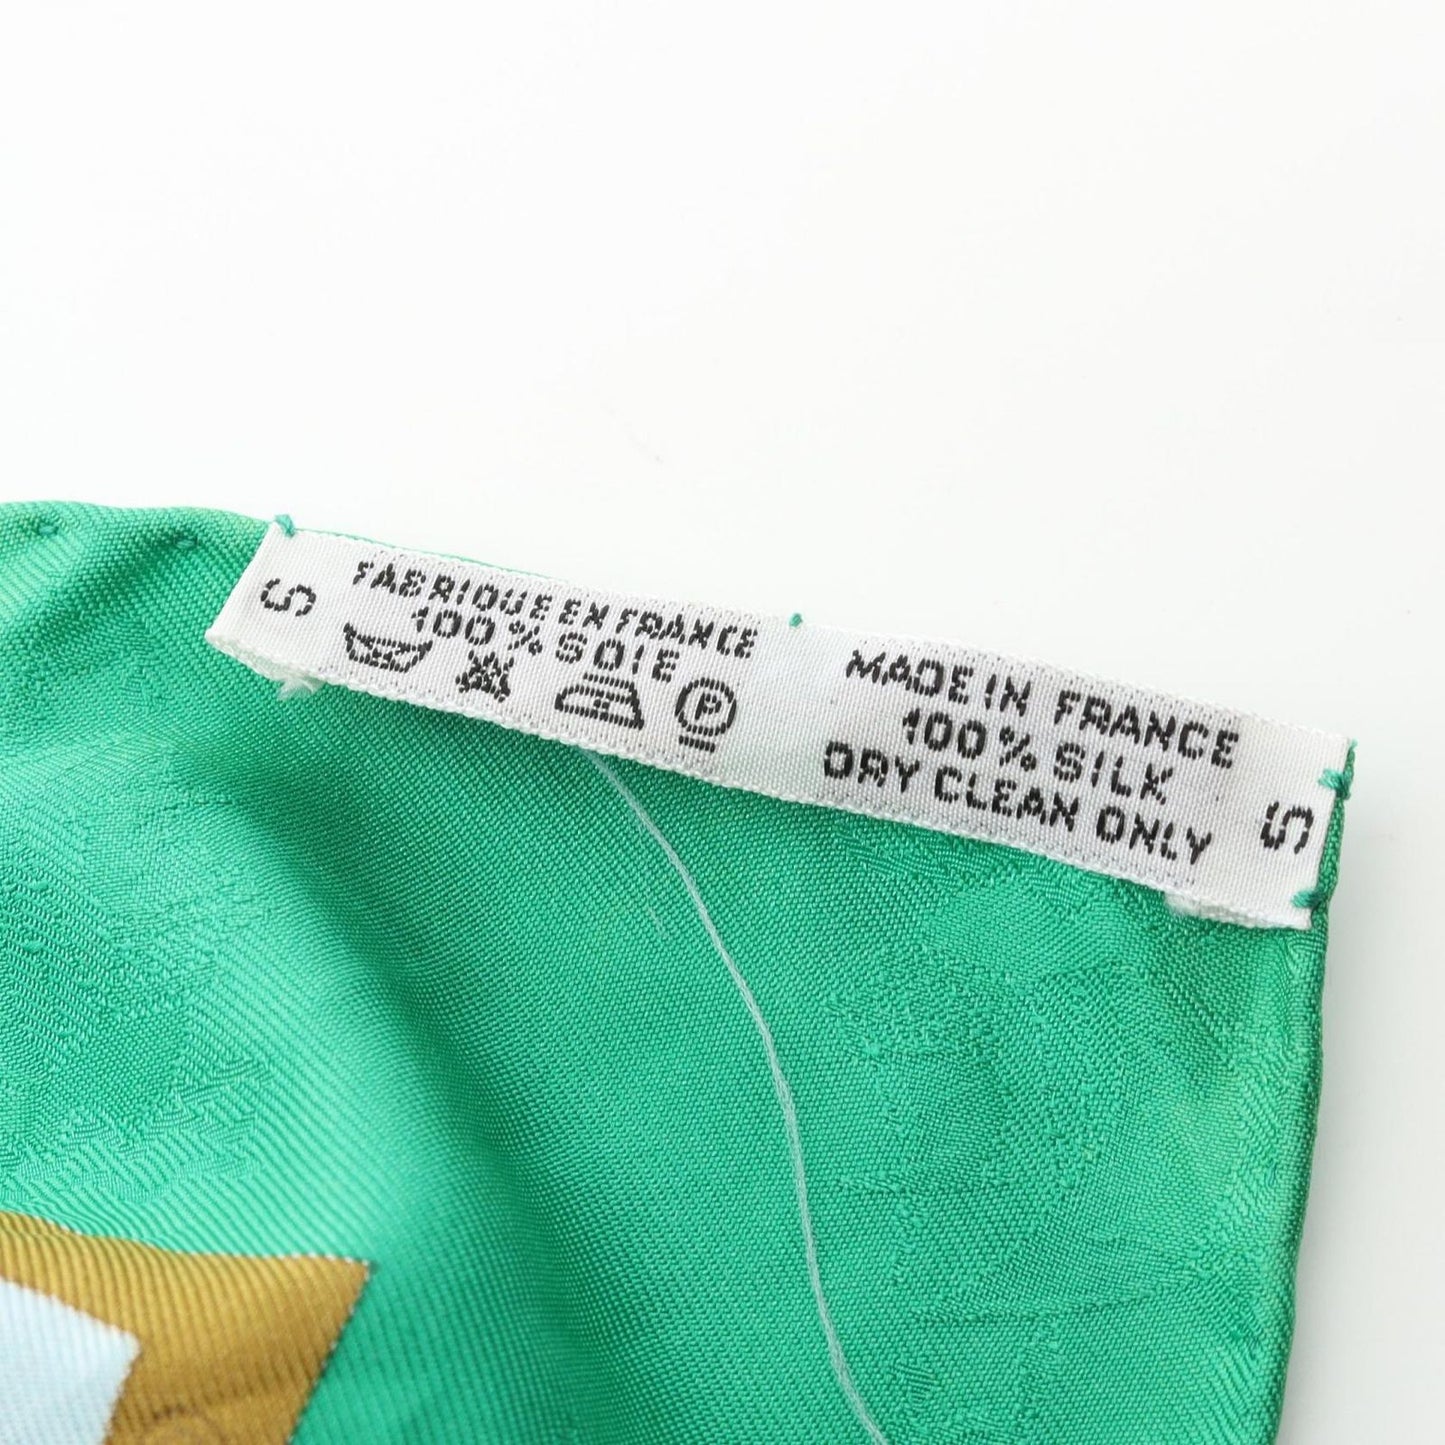 S
FABRIQUE EN FRANCE
100% SOIE
P
MADE IN FRANCE
100% SILK
DRY CLEAN ONLY
S